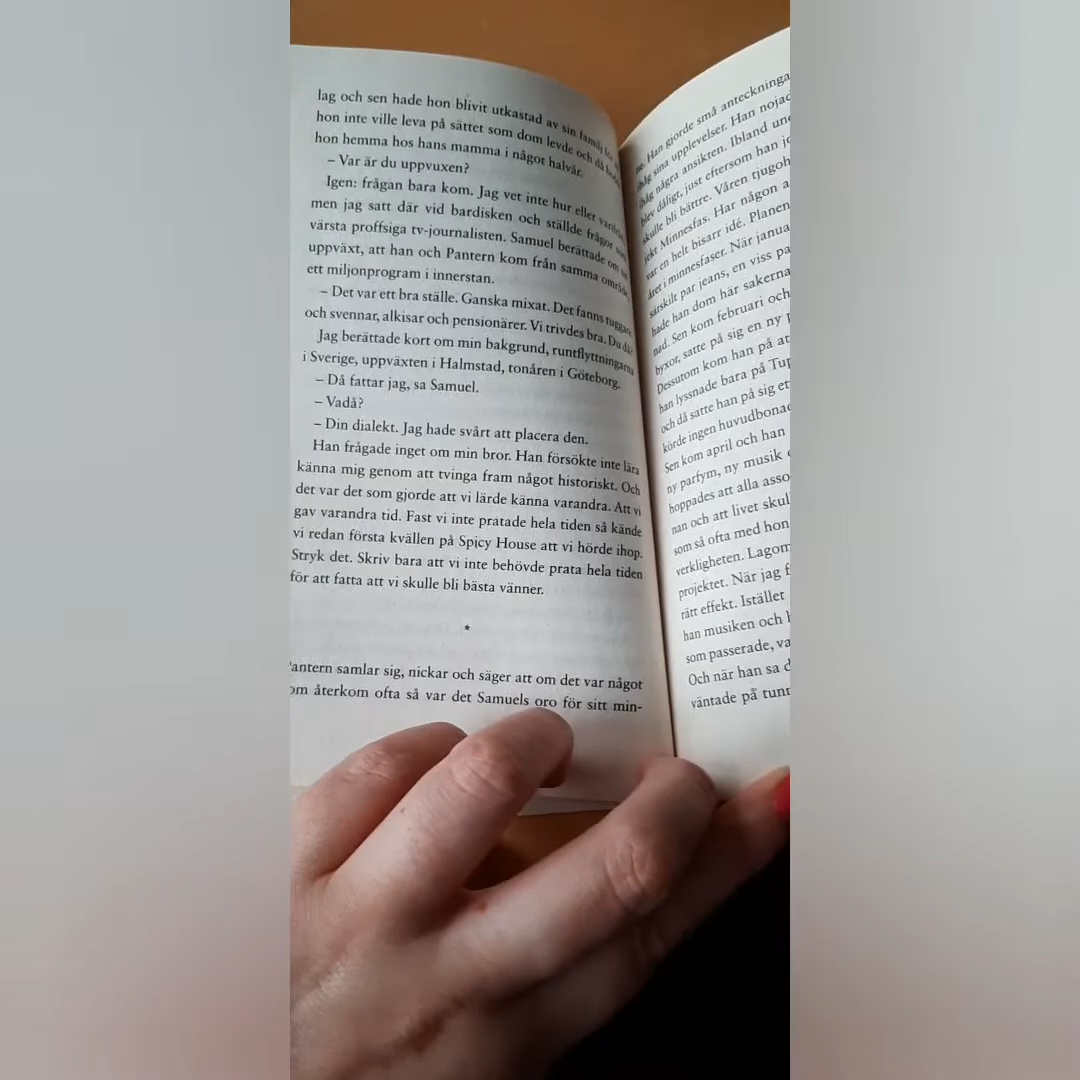 lag och sen hade hon blivit utkastad av sin familj för
hon inte ville leva på sättet som dom levde och då
hon hemma hos hans mamma i något halvår.
– Var är du uppvuxen?
Igen: frågan bara kom. Jag vet inte hur eller
men jag satt där vid bardisken och ställde frågor som
värsta proffsiga tv-journalisten. Samuel berättade om
uppväxt, att han och Pantern kom från samma område,
ett miljonprogram i innerstan.
– Det var ett bra ställe. Ganska mixat. Det fanns
och svennar, alkisar och pensionärer. Vi trivdes bra. Du då?
Jag berättade kort om min bakgrund, runtflyttningarna
i Sverige, uppväxten i Halmstad, tonåren i Göteborg.
– Då fattar jag, sa Samuel.
– Vadå?
– Din dialekt. Jag hade svårt att placera den.
Han frågade inget om min bror. Han försökte inte lära
känna mig genom att tvinga fram något historiskt. Och
det var det som gjorde att vi lärde känna varandra. Att vi
gav varandra tid. Fast vi inte pratade hela tiden så kände
vi redan första kvällen på Spicy House att vi hörde ihop.
Stryk det. Skriv bara att vi inte behövde prata hela tiden
för att fatta att vi skulle bli bästa vänner.
*
antern samlar sig, nickar och säger att om det var något
om återkom ofta så var det Samuels oro för sitt min-
ne. Han gjorde små anteckninga
ihåg sina upplevelser. Han nojad
ihåg några ansikten. Ibland
blev dåligt, just eftersom han
skulle bli bättre. Våren tjugoh
jekt Minnesfas. Har någon
var en helt bisarr idé. Planen
året i minnesfaser. När janua
särskilt par jeans, en viss
hade han dom här sakerna
nad. Sen kom februari och
byxor, satte på sig en ny
Dessutom kom han på
han lyssnade bara på
och då satte han på sig
körde ingen huvudbonad
Sen kom april och han
ny parfym, ny musik
hoppades att alla asso
nan och att livet skul
som så ofta med hon
verkligheten. Lagom
projektet. När jag
rätt effekt. Istället
han musiken och
som passerade,
Och när han sa
väntade på tunn